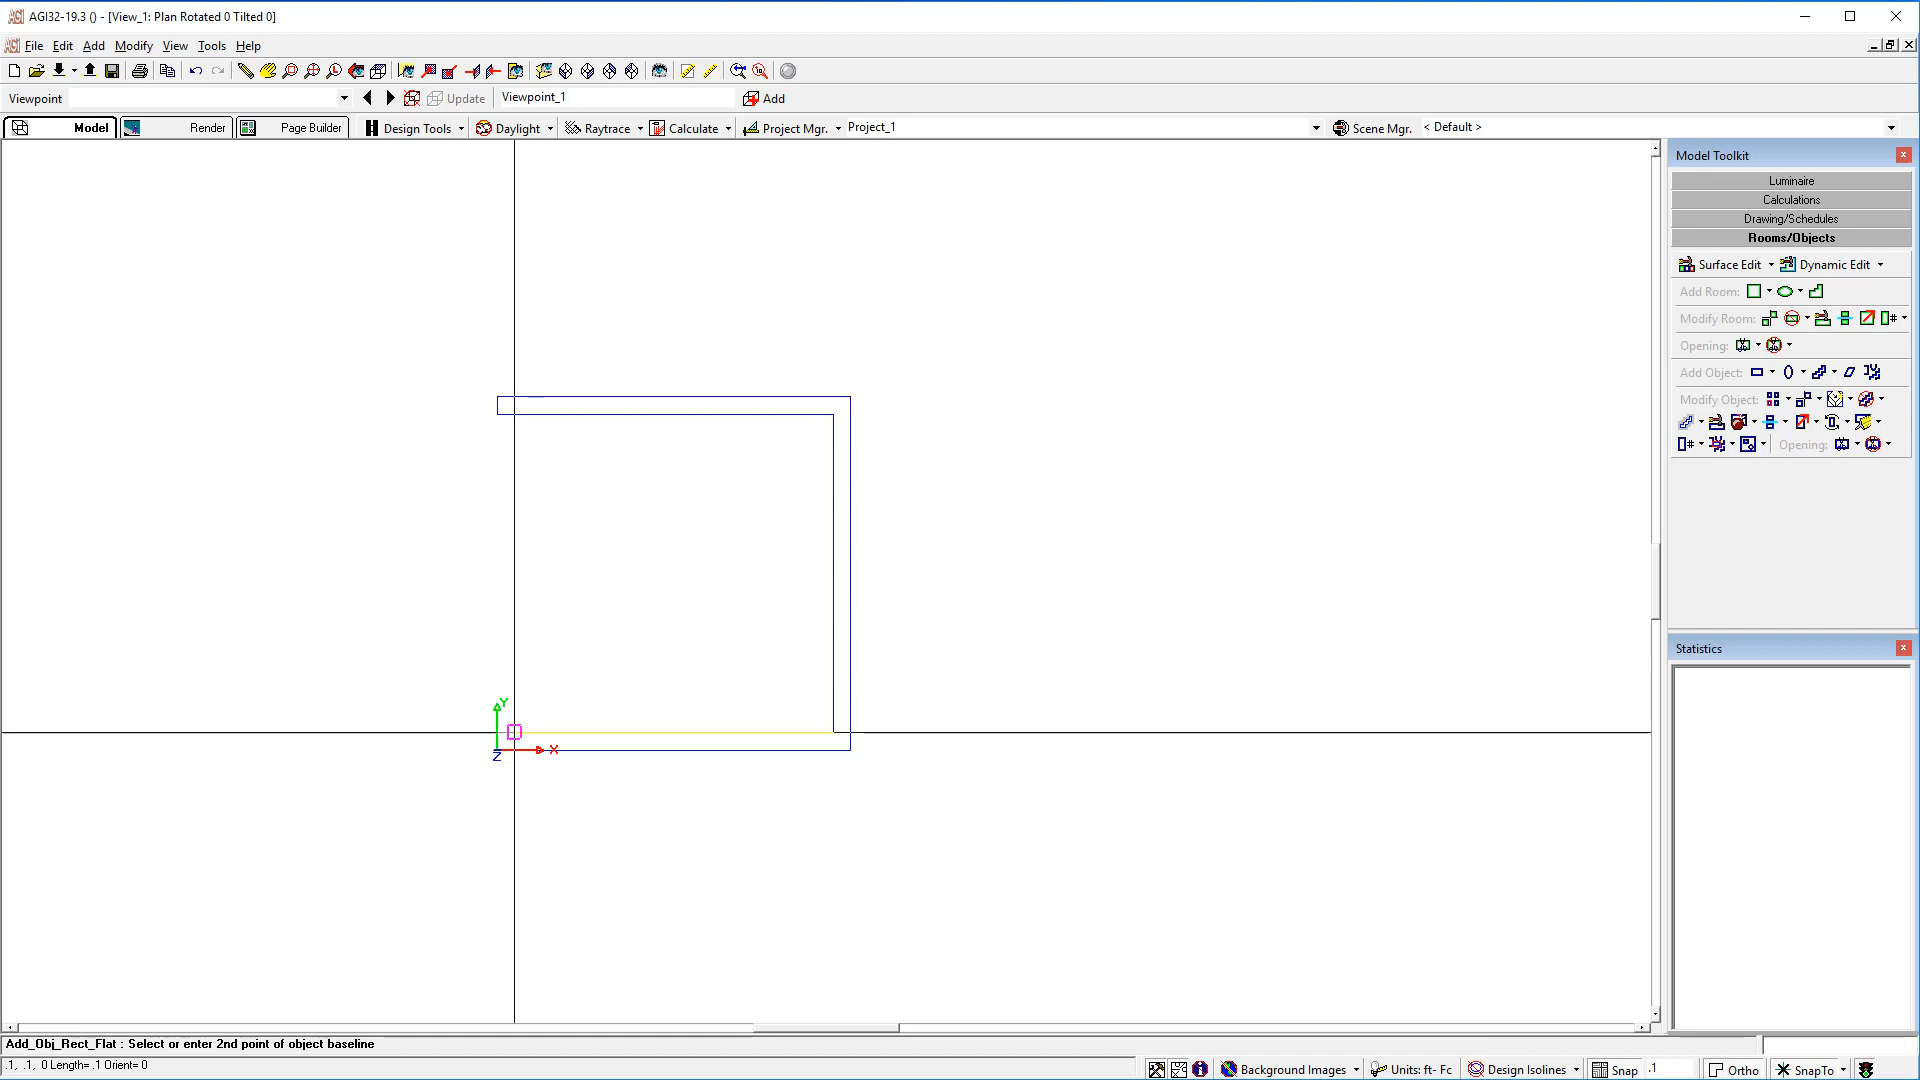 AGI32-19.3 () - [View_1: Plan Rotated 0 Tilted 0]
File Edit Add Modify View Tools Help
Viewpoint Update Viewpoint_1 Add
Model Render Page Builder Design Tools Daylight Raytrace Calculate Project Mgr. Project_1 Scene Mgr. < Default >
Model Toolkit
Luminaire
Calculations
Drawing/Schedules
Rooms/Objects
Surface Edit Dynamic Edit
Add Room:
Modify Room:
Opening:
Add Object:
Modify Object:
Opening:
Statistics
Y
X
Z
Add_Obj_Rect_Flat : Select or enter 2nd point of object baseline
.1, .1, 0 Length= .1 Orient= 0
Background Images Units: ft- Fc Design Isolines Snap .1 Ortho SnapTo